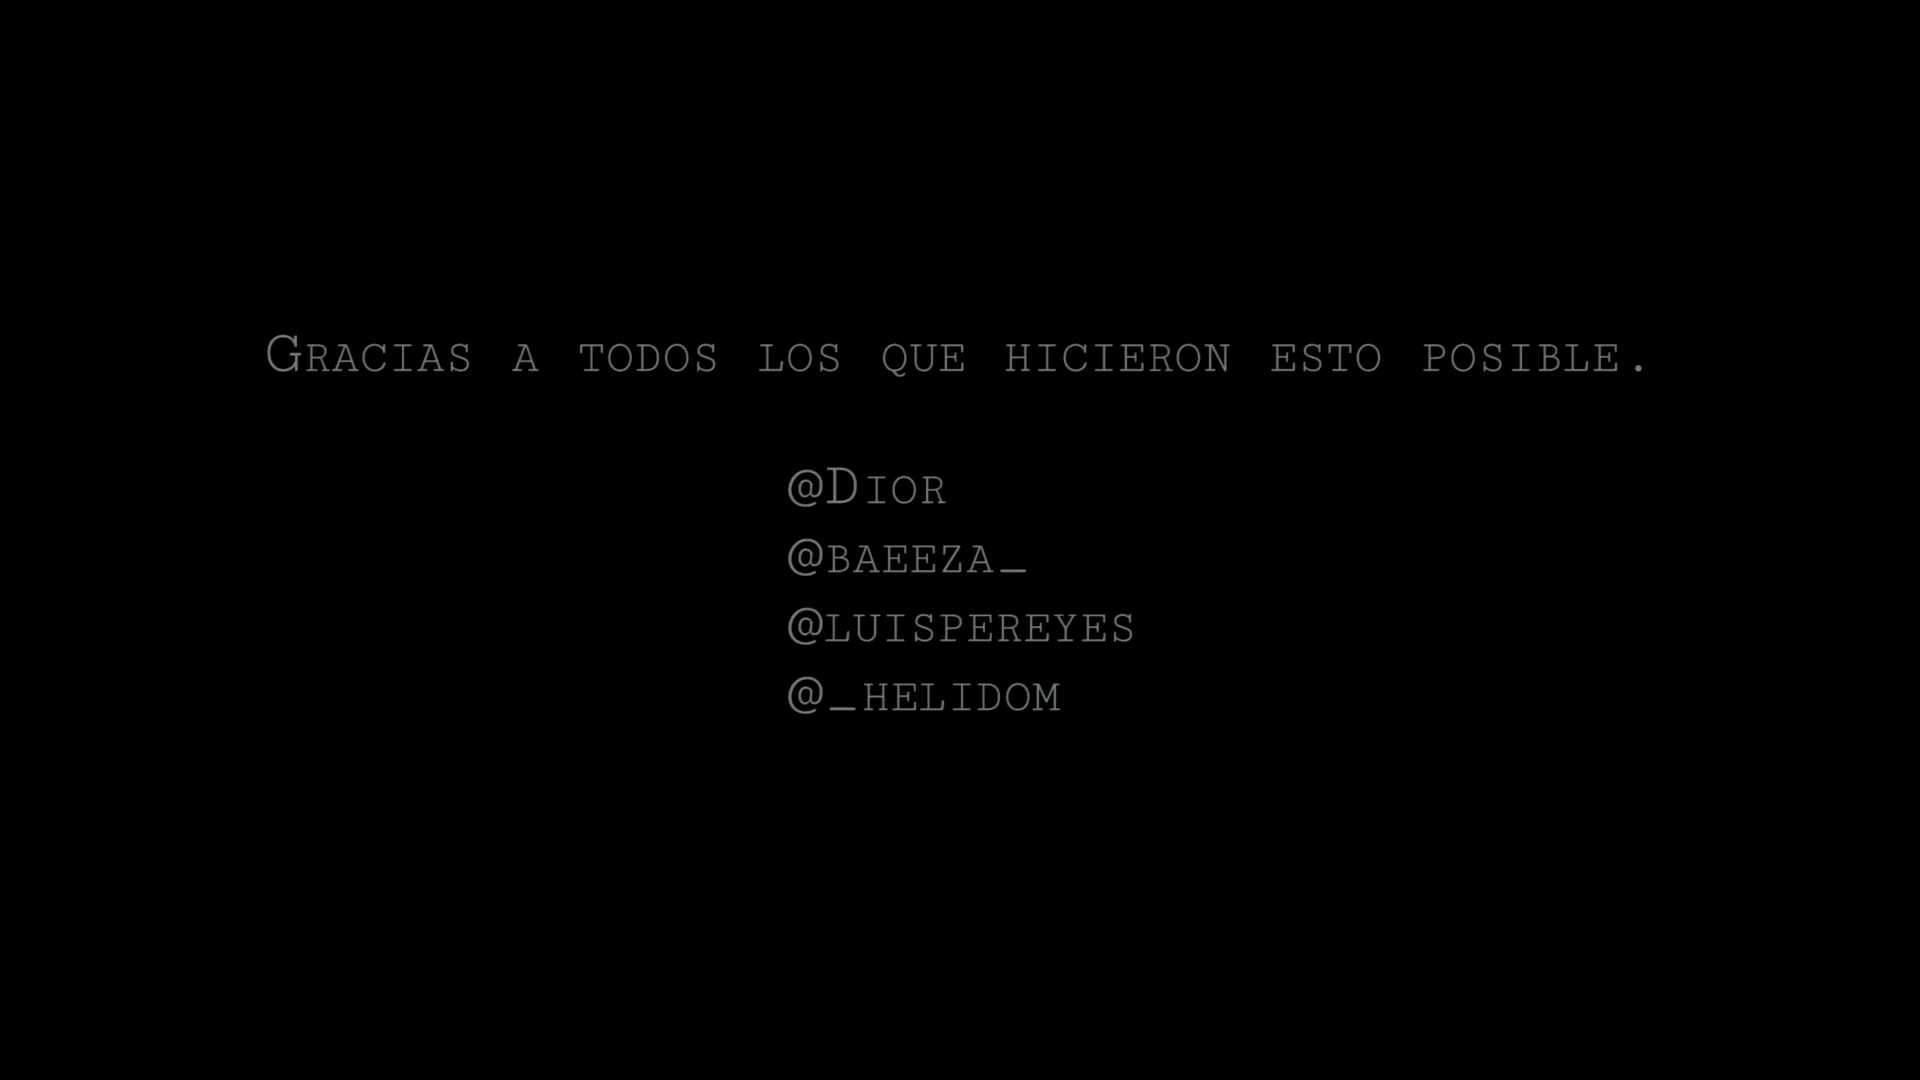 Gracias a todos los que hicieron esto posible.
@Dior
@baeeza_
@luispereyes
@_helidom